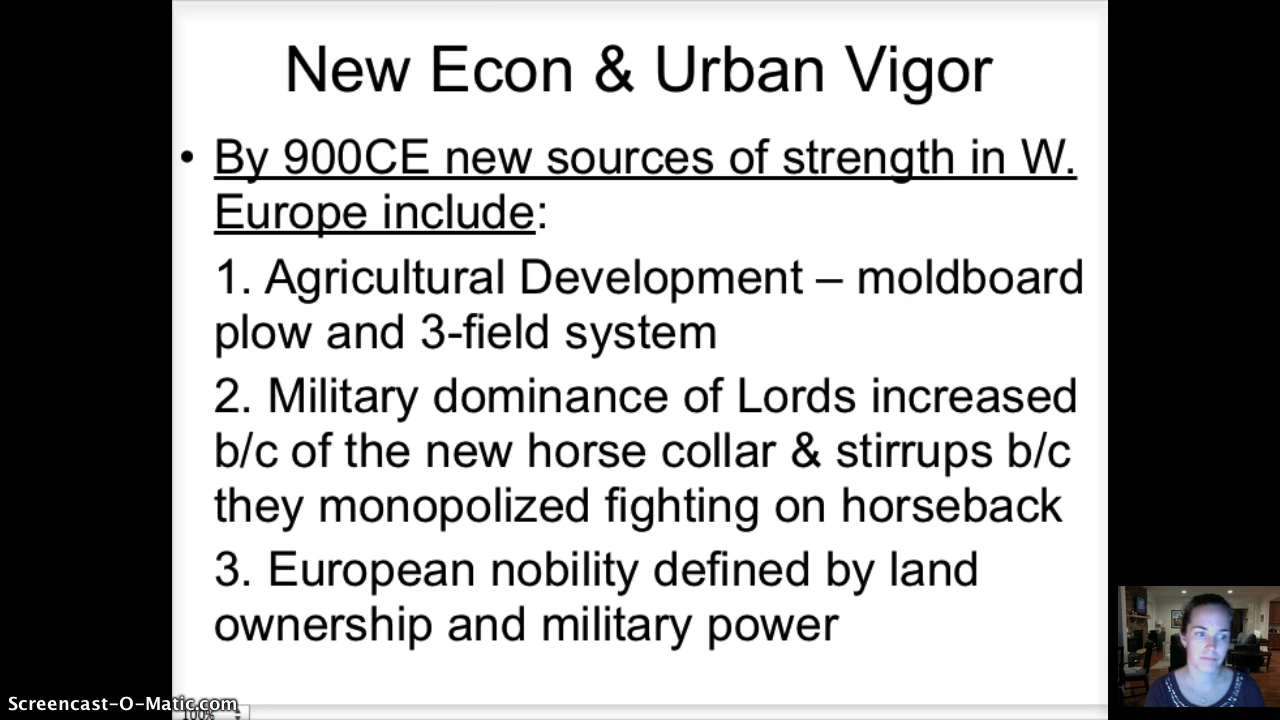 New Econ & Urban Vigor
• By 900CE new sources of strength in W.
Europe include:
1. Agricultural Development – moldboard
plow and 3-field system
2. Military dominance of Lords increased
b/c of the new horse collar & stirrups b/c
they monopolized fighting on horseback
3. European nobility defined by land
ownership and military power
Screencast-O-Matic.com
100%